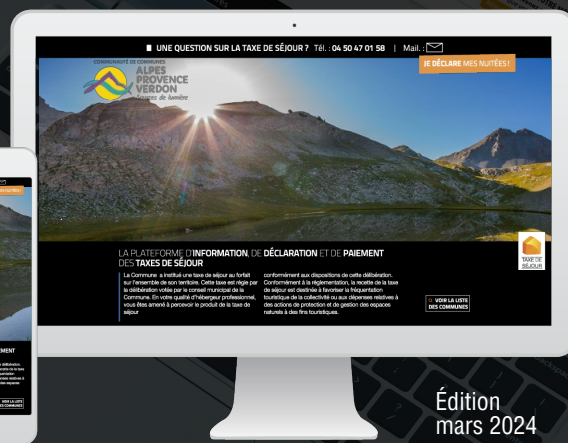 UNE QUESTION SUR LA TAXE DE SÉJOUR ? Tél. : 04 50 47 01 58 | Mail. :
JE DÉCLARE MES NUITÉES !
COMMUNAUTÉ DE COMMUNES
ALPES
PROVENCE
VERDON
Sources de lumière
LA PLATEFORME D'INFORMATION, DE DÉCLARATION ET DE PAIEMENT
DES TAXES DE SÉJOUR
La Commune a institué une taxe de séjour au forfait
sur l'ensemble de son territoire. Cette taxe est régie par
la délibération votée par le conseil municipal de la
Commune. En votre qualité d'hébergeur professionnel,
vous êtes amené à percevoir le produit de la taxe de
séjour
conformément aux dispositions de cette délibération.
Conformément à la réglementation, la recette de la taxe
de séjour est destinée à favoriser la fréquentation
touristique de la collectivité ou aux dépenses relatives à
des actions de protection et de gestion des espaces
naturels à des fins touristiques.
TAXE DE
SÉJOUR
VOIR LA LISTE
DES COMMUNES
EMENT
VOIR LA LISTE
DES COMMUNES
Édition
mars 2024